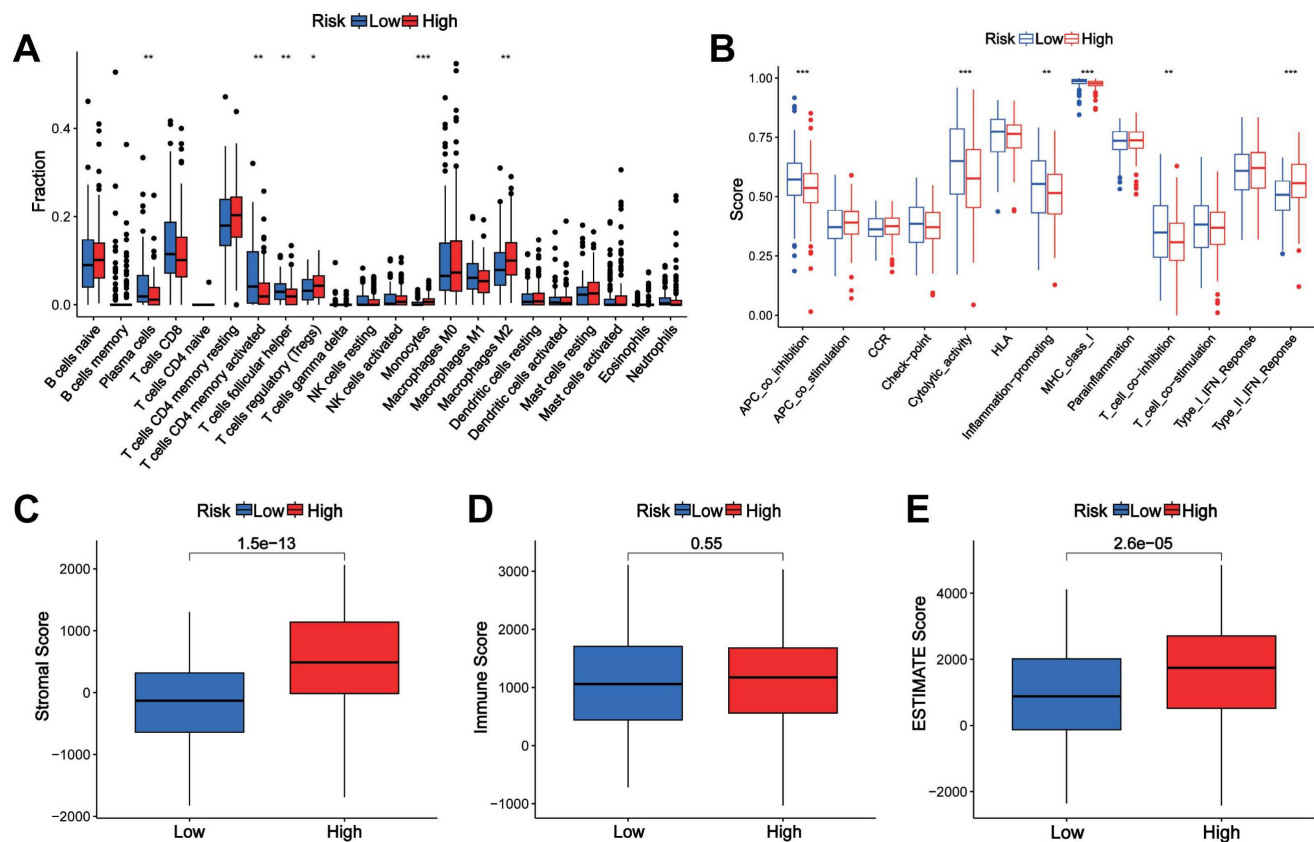 A
Risk Low High
Fraction
0.4
0.2
0.0
** ** ** * *** **
B cells naive
B cells memory
Plasma cells
T cells CD8
T cells CD4 naive
T cells CD4 memory resting
T cells CD4 memory activated
T cells follicular helper
T cells regulatory (Tregs)
T cells gamma delta
NK cells resting
NK cells activated
Monocytes
Macrophages M0
Macrophages M1
Macrophages M2
Dendritic cells resting
Dendritic cells activated
Mast cells resting
Mast cells activated
Eosinophils
Neutrophils
B
Risk Low High
Score
1.00
0.75
0.50
0.25
0.00
*** *** ** *** ** ***
APC_co_inhibition
APC_co_stimulation
CCR
Check-point
Cytolytic_activity
HLA
Inflammation-promoting
MHC_class_I
Parainflammation
T_cell_co-inhibition
T_cell_co-stimulation
Type_I_IFN_Reponse
Type_II_IFN_Reponse
C
Risk Low High
1.5e-13
Stromal Score
2000
1000
0
-1000
-2000
Low High
D
Risk Low High
0.55
Immune Score
3000
2000
1000
0
-1000
Low High
E
Risk Low High
2.6e-05
ESTIMATE Score
4000
2000
0
-2000
Low High